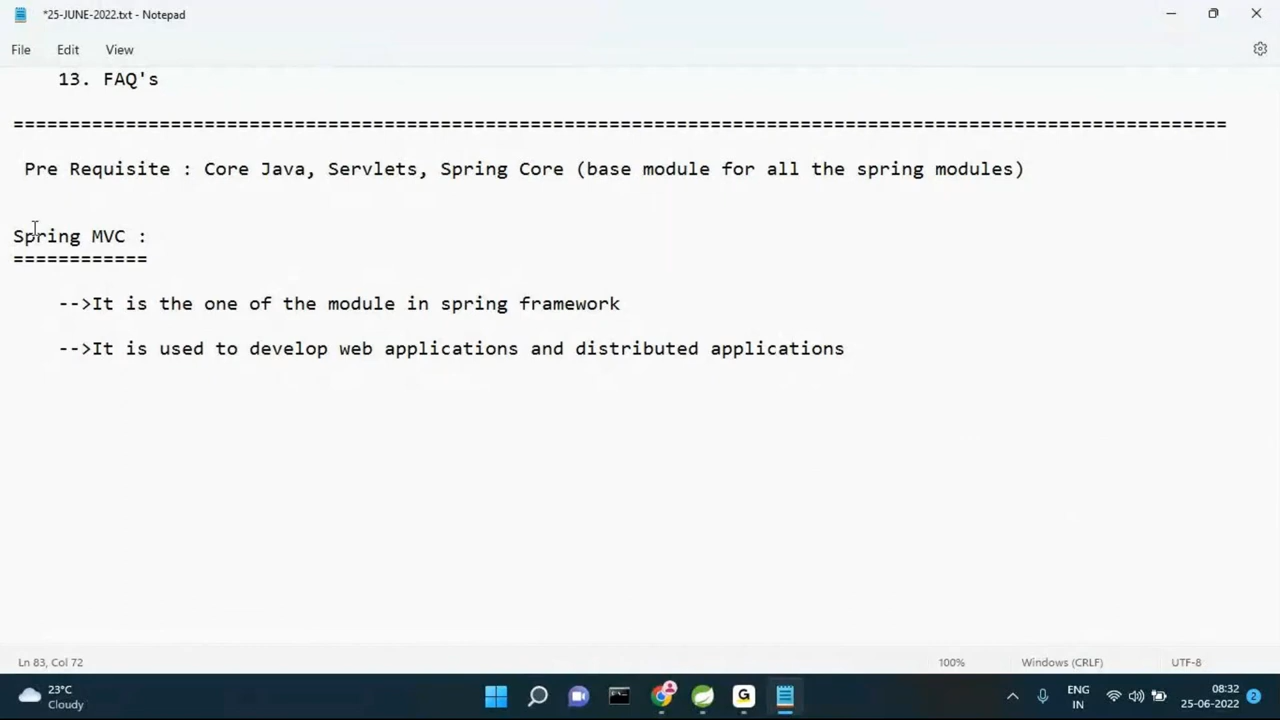 *25-JUNE-2022.txt - Notepad
File Edit View
13. FAQ's
============================================================================================================
Pre Requisite : Core Java, Servlets, Spring Core (base module for all the spring modules)
Spring MVC :
============
-->It is the one of the module in spring framework
-->It is used to develop web applications and distributed applications
Ln 83, Col 72 100% Windows (CRLF) UTF-8
23°C
Cloudy
ENG
IN
08:32
25-06-2022
2
G